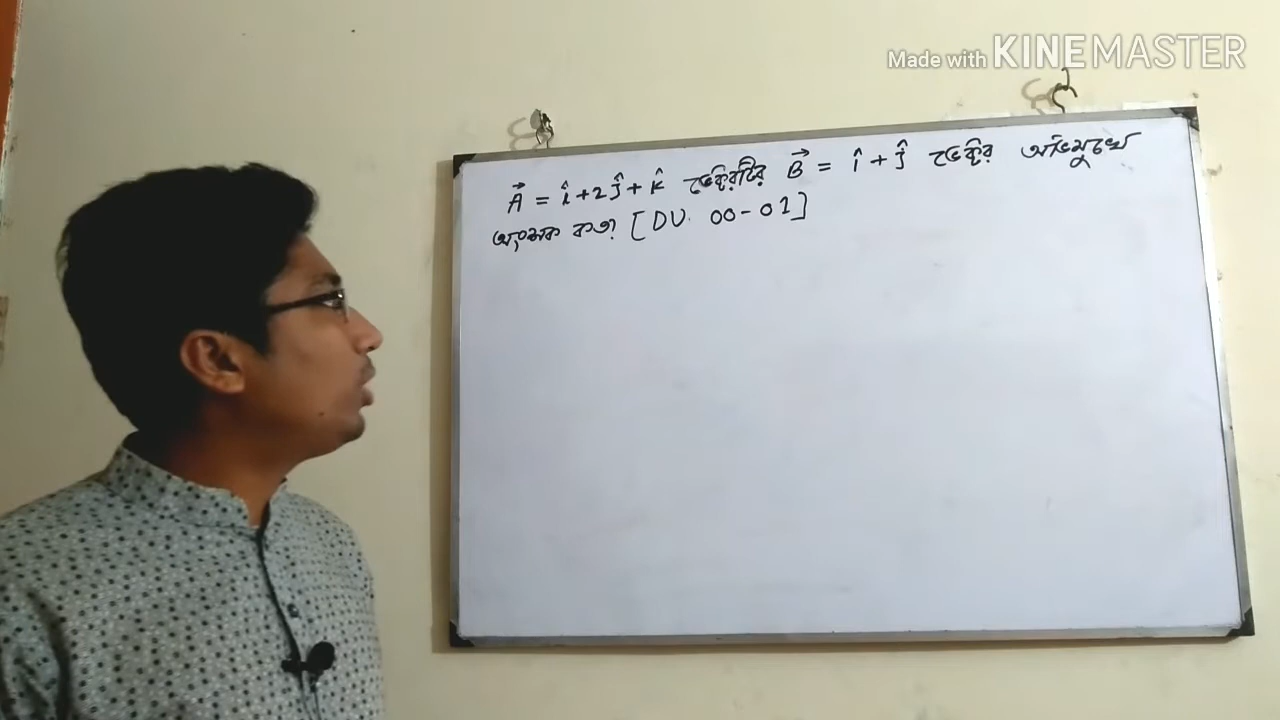 Made with KINEMASTER
A⃗ = î + 2ĵ + k̂ ভেক্টরটির B⃗ = î + ĵ ভেক্টর অভিমুখে
অংশক কত? [DU. 00-01]